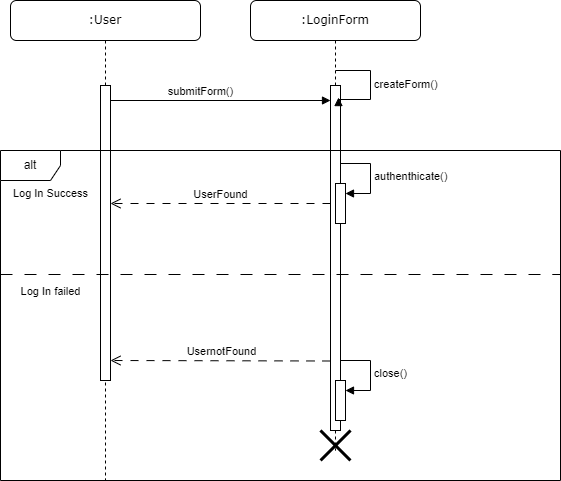 :User
:LoginForm
createForm()
submitForm()
alt
authenthicate()
Log In Success
UserFound
Log In failed
UsernotFound
close()